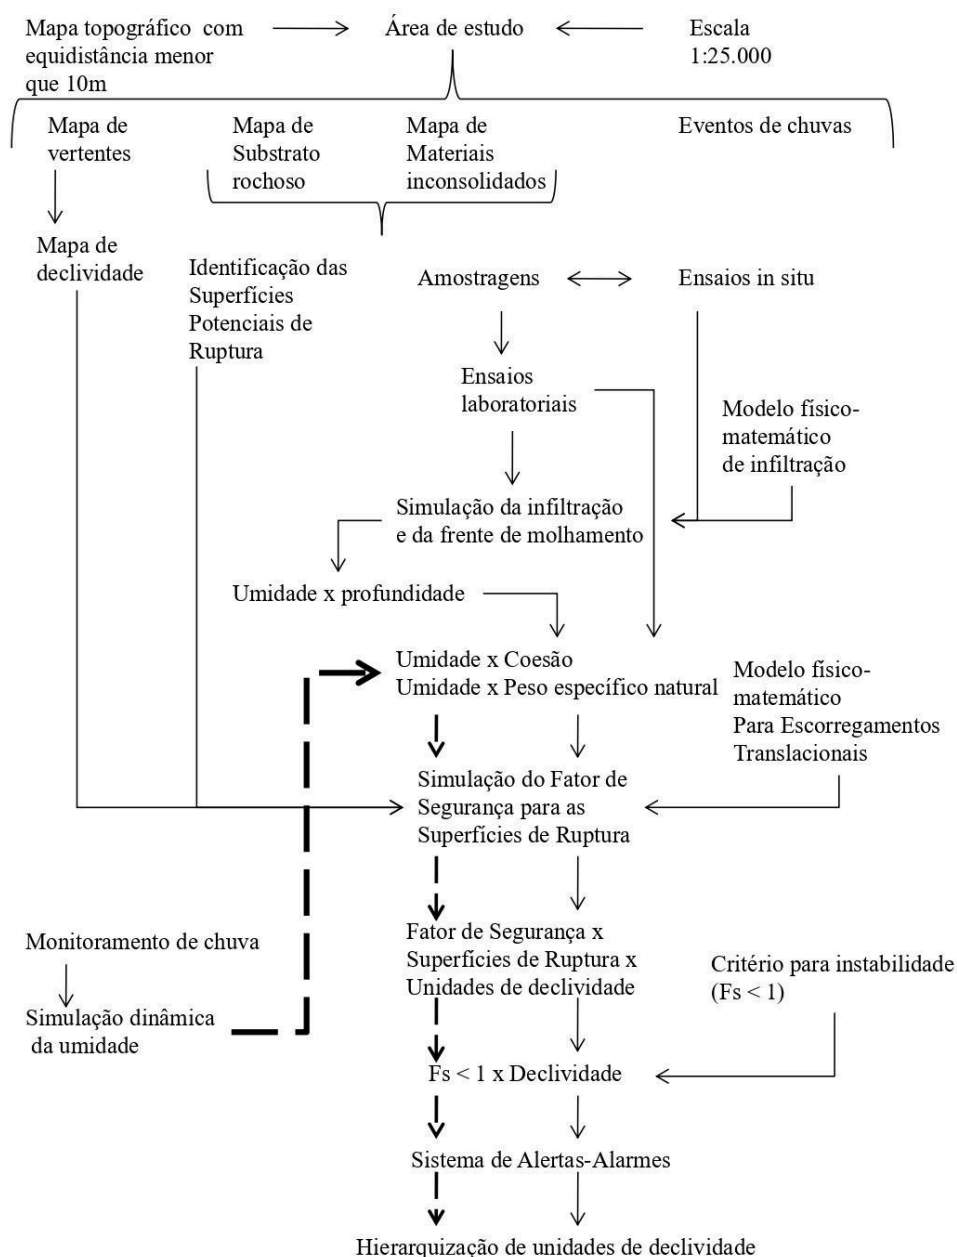 Mapa topográfico com
equidistância menor
que 10m
Área de estudo
Escala
1:25.000
Mapa de
vertentes
Mapa de
Substrato
rochoso
Mapa de
Materiais
inconsolidados
Eventos de chuvas
Mapa de
declividade
Identificação das
Superfícies
Potenciais de
Ruptura
Amostragens
Ensaios in situ
Ensaios
laboratoriais
Modelo físico-
matemático
de infiltração
Simulação da infiltração
e da frente de molhamento
Umidade x profundidade
Umidade x Coesão
Umidade x Peso específico natural
Modelo físico-
matemático
Para Escorregamentos
Translacionais
Simulação do Fator de
Segurança para as
Superfícies de Ruptura
Monitoramento de chuva
Simulação dinâmica
da umidade
Fator de Segurança x
Superfícies de Ruptura x
Unidades de declividade
Critério para instabilidade
(Fs < 1)
Fs < 1 x Declividade
Sistema de Alertas-Alarmes
Hierarquização de unidades de declividade